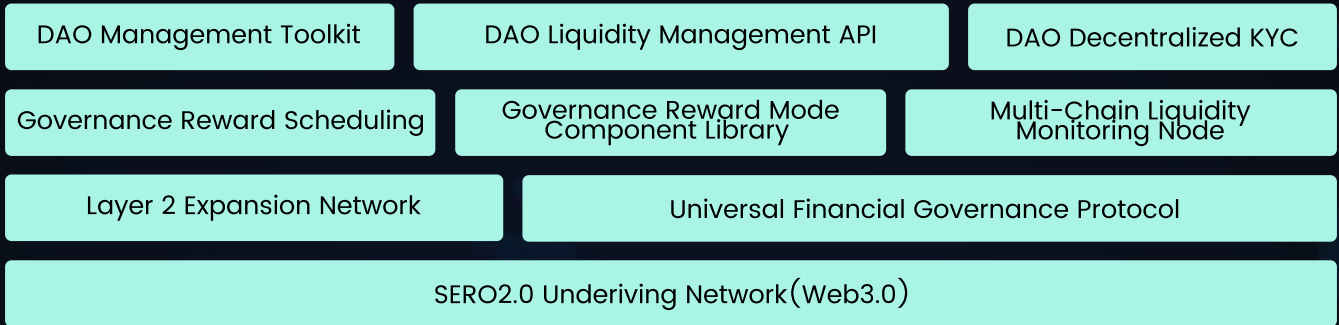 DAO Management Toolkit
DAO Liquidity Management API
DAO Decentralized KYC
Governance Reward Scheduling
Governance Reward Mode
Component Library
Multi-Chain Liquidity
Monitoring Node
Layer 2 Expansion Network
Universal Financial Governance Protocol
SERO2.0 Underiving Network(Web3.0)